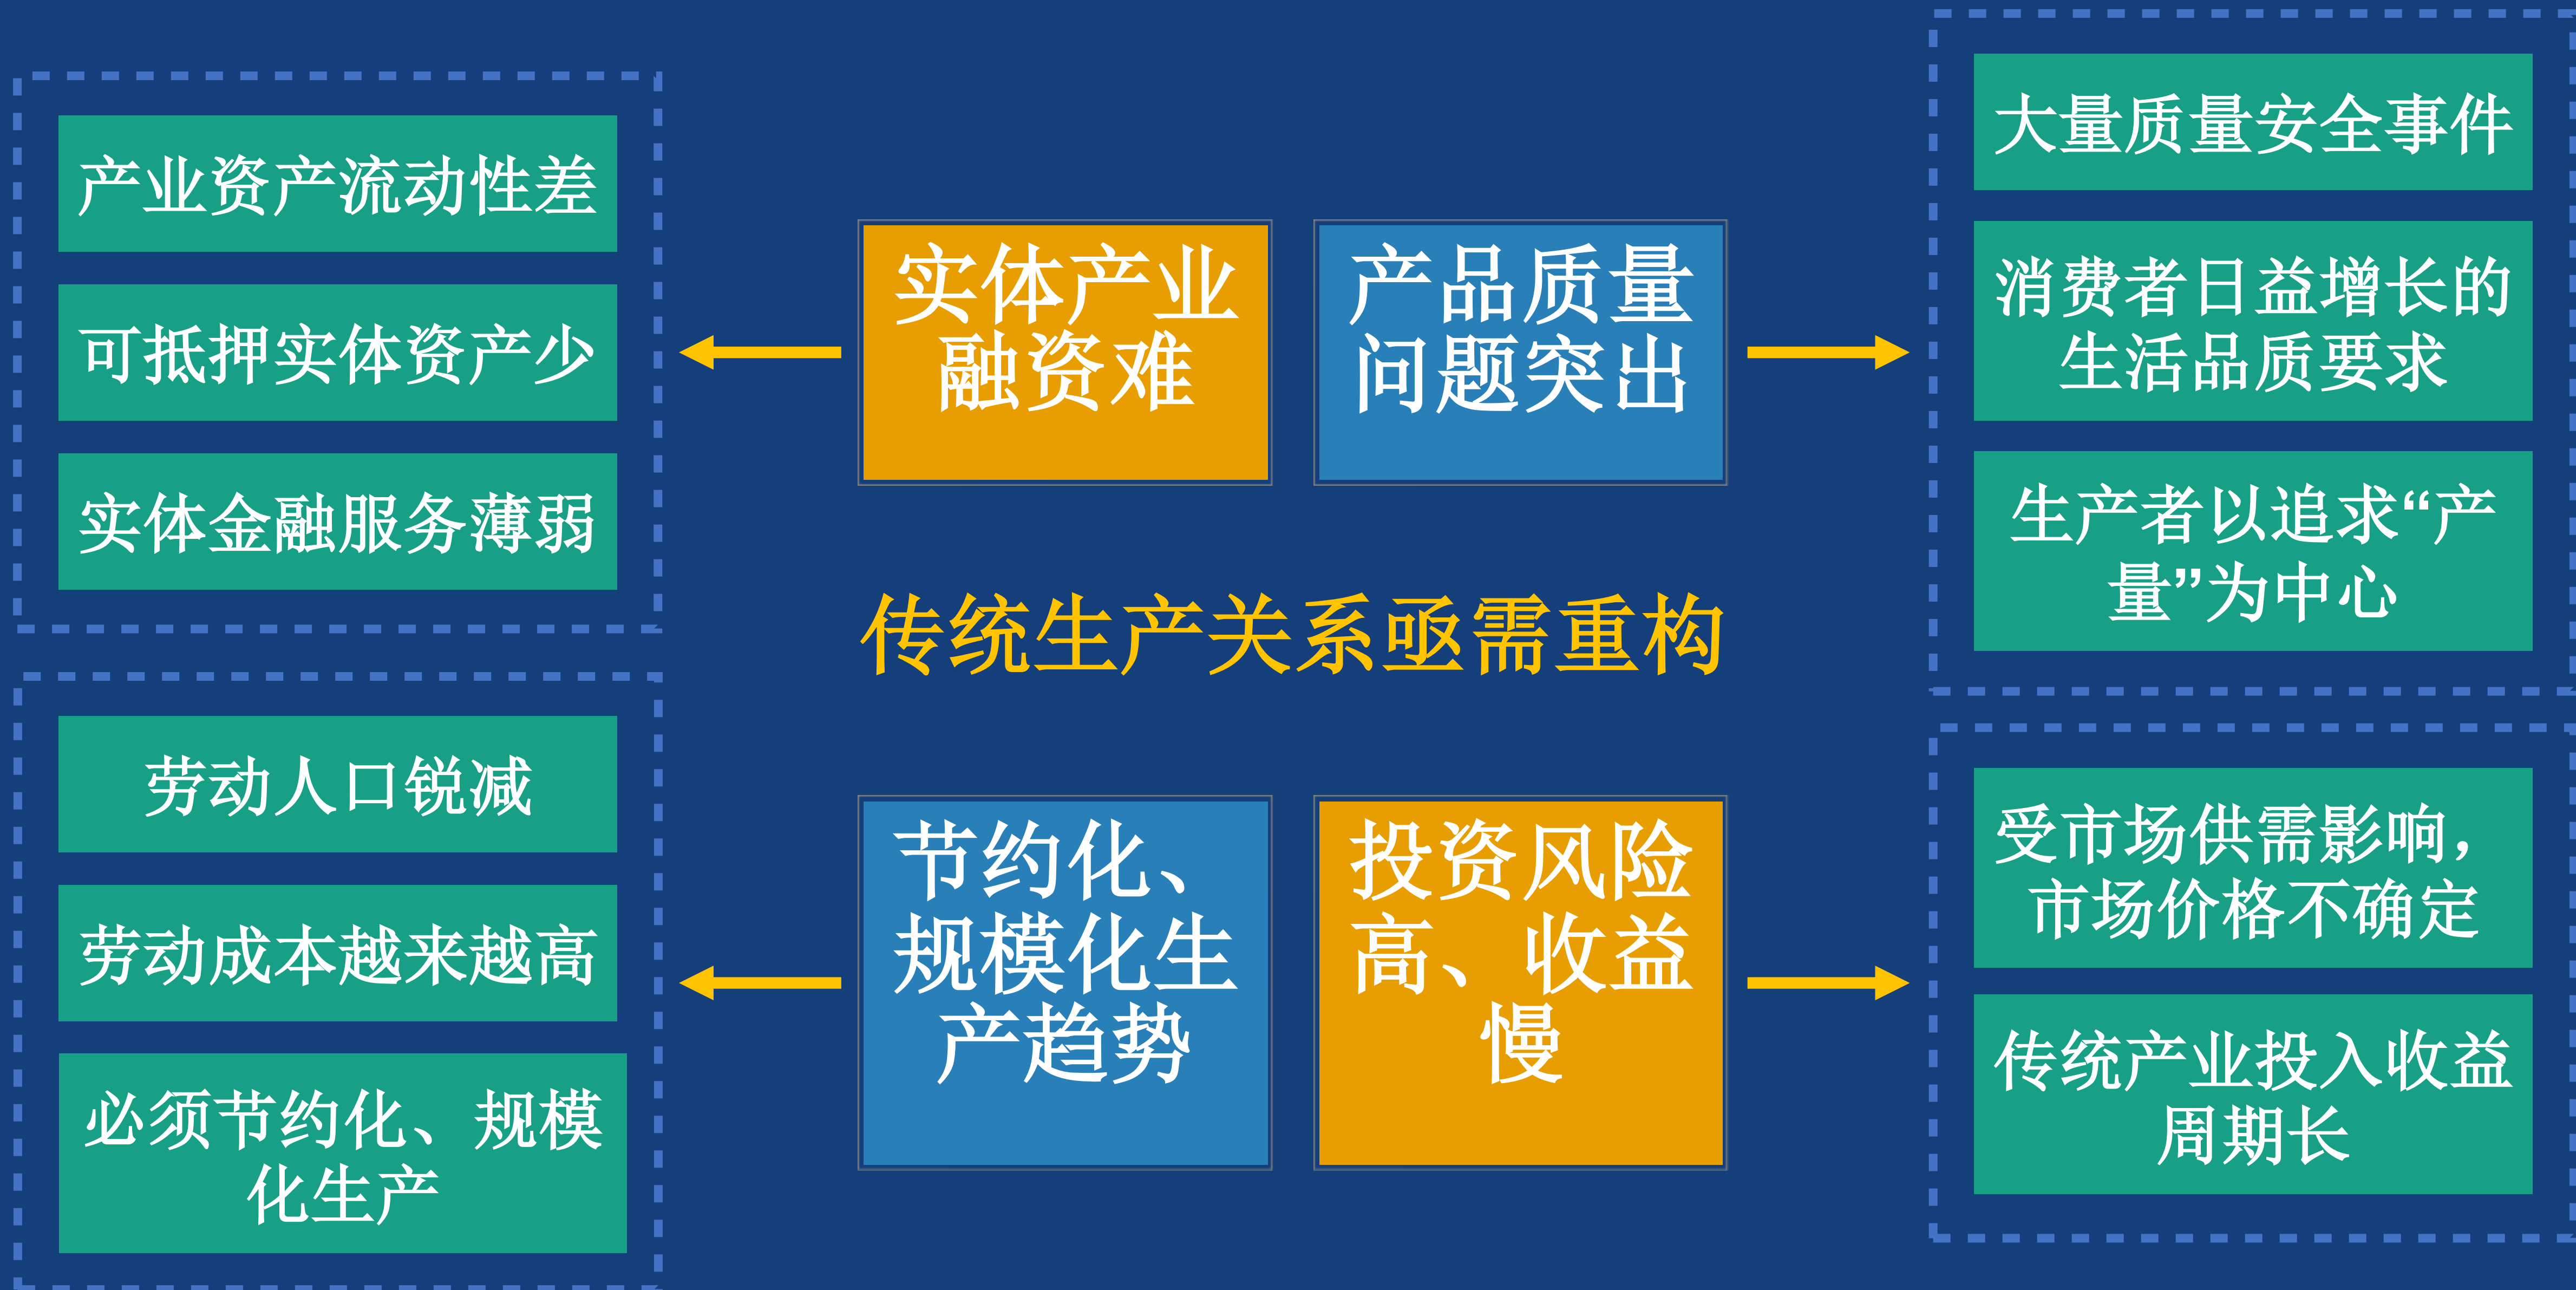 产业资产流动性差
可抵押实体资产少
实体金融服务薄弱
实体产业
融资难
产品质量
问题突出
大量质量安全事件
消费者日益增长的
生活品质要求
生产者以追求“产
量”为中心
传统生产关系亟需重构
劳动人口锐减
劳动成本越来越高
必须节约化、规模
化生产
节约化、
规模化生
产趋势
投资风险
高、收益
慢
受市场供需影响，
市场价格不确定
传统产业投入收益
周期长